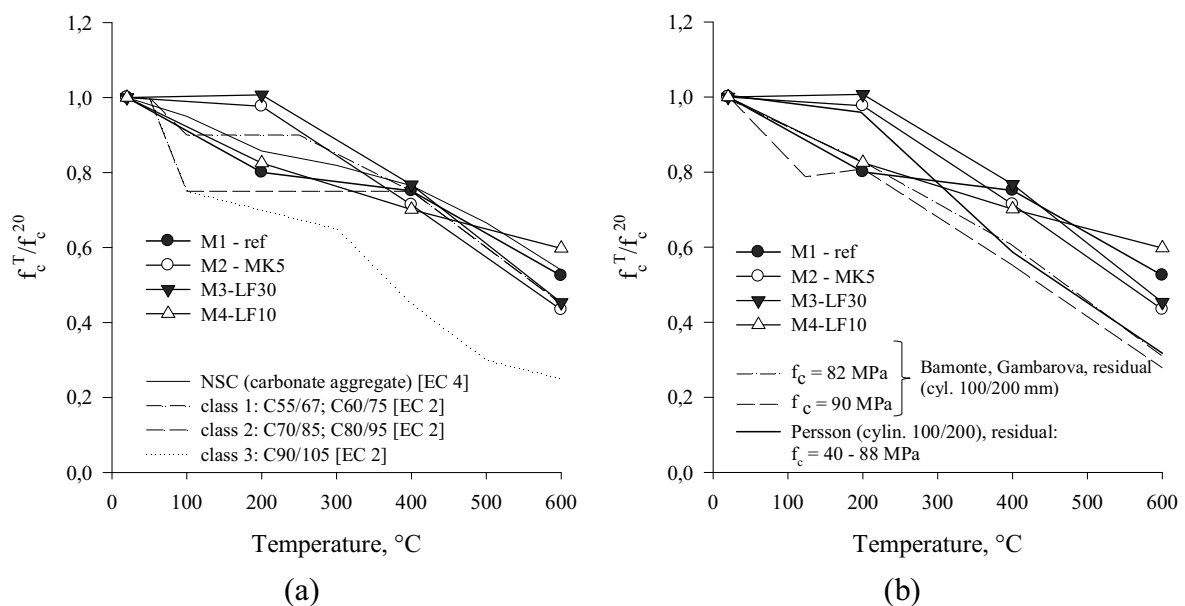 (a)
f_c^T/f_c^20
1,2
1,0
0,8
0,6
0,4
0,2
0,0
M1 - ref
M2 - MK5
M3-LF30
M4-LF10
NSC (carbonate aggregate) [EC 4]
class 1: C55/67; C60/75 [EC 2]
class 2: C70/85; C80/95 [EC 2]
class 3: C90/105 [EC 2]
0 100 200 300 400 500 600
Temperature, °C
(a)
(b)
f_c^T/f_c^20
1,2
1,0
0,8
0,6
0,4
0,2
0,0
M1 - ref
M2 - MK5
M3-LF30
M4-LF10
f_c = 82 MPa
f_c = 90 MPa
Bamonte, Gambarova, residual
(cyl. 100/200 mm)
Persson (cylin. 100/200), residual:
f_c = 40 - 88 MPa
0 100 200 300 400 500 600
Temperature, °C
(b)